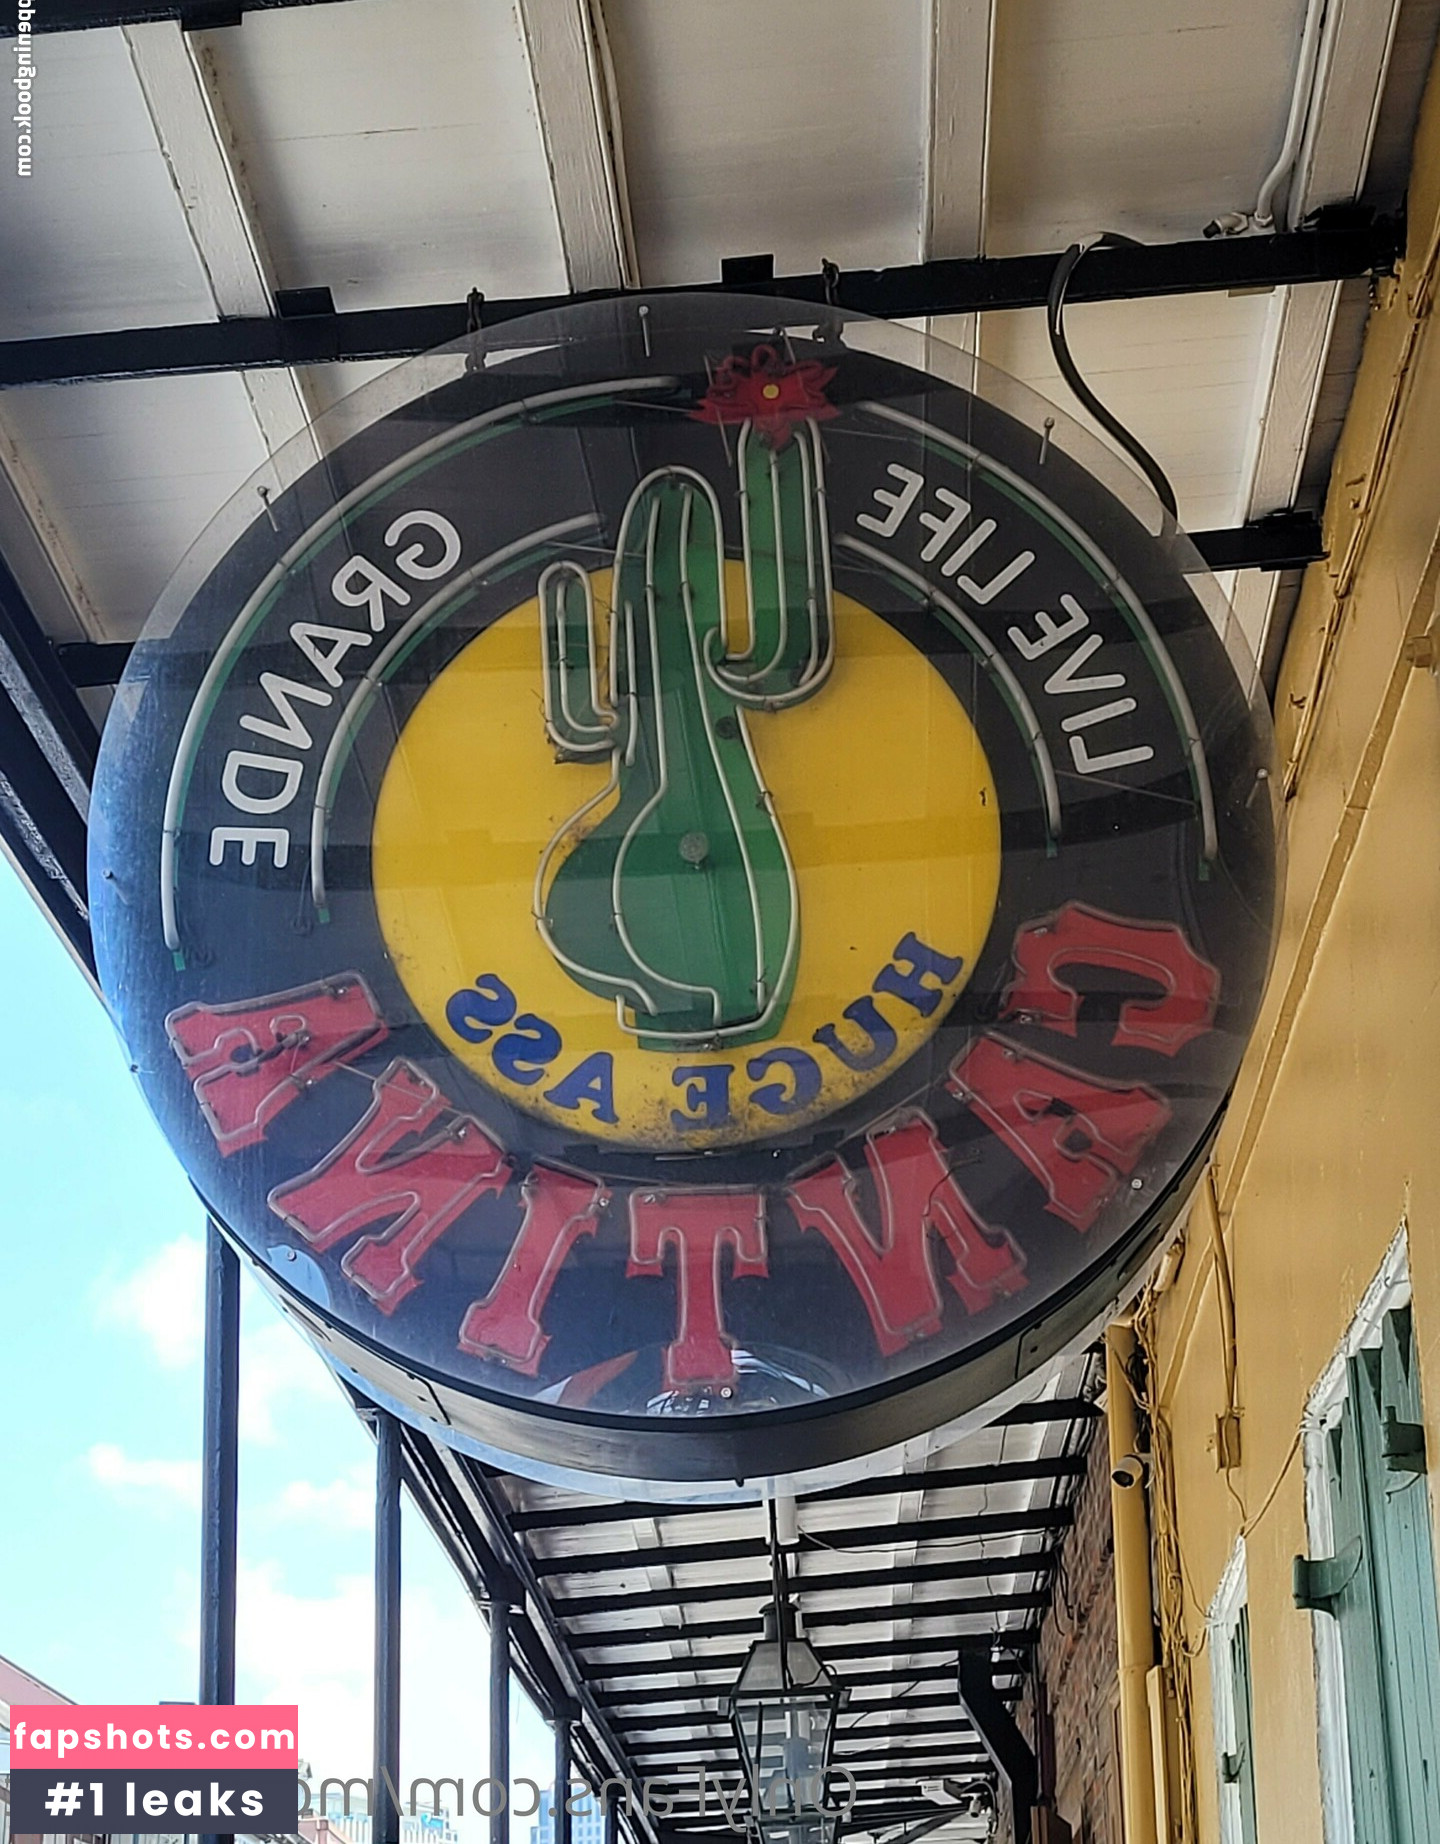 LIVE LIFE
GRANDE
HUGE ASS
CANTINA
fapshots.com
#1 leaks